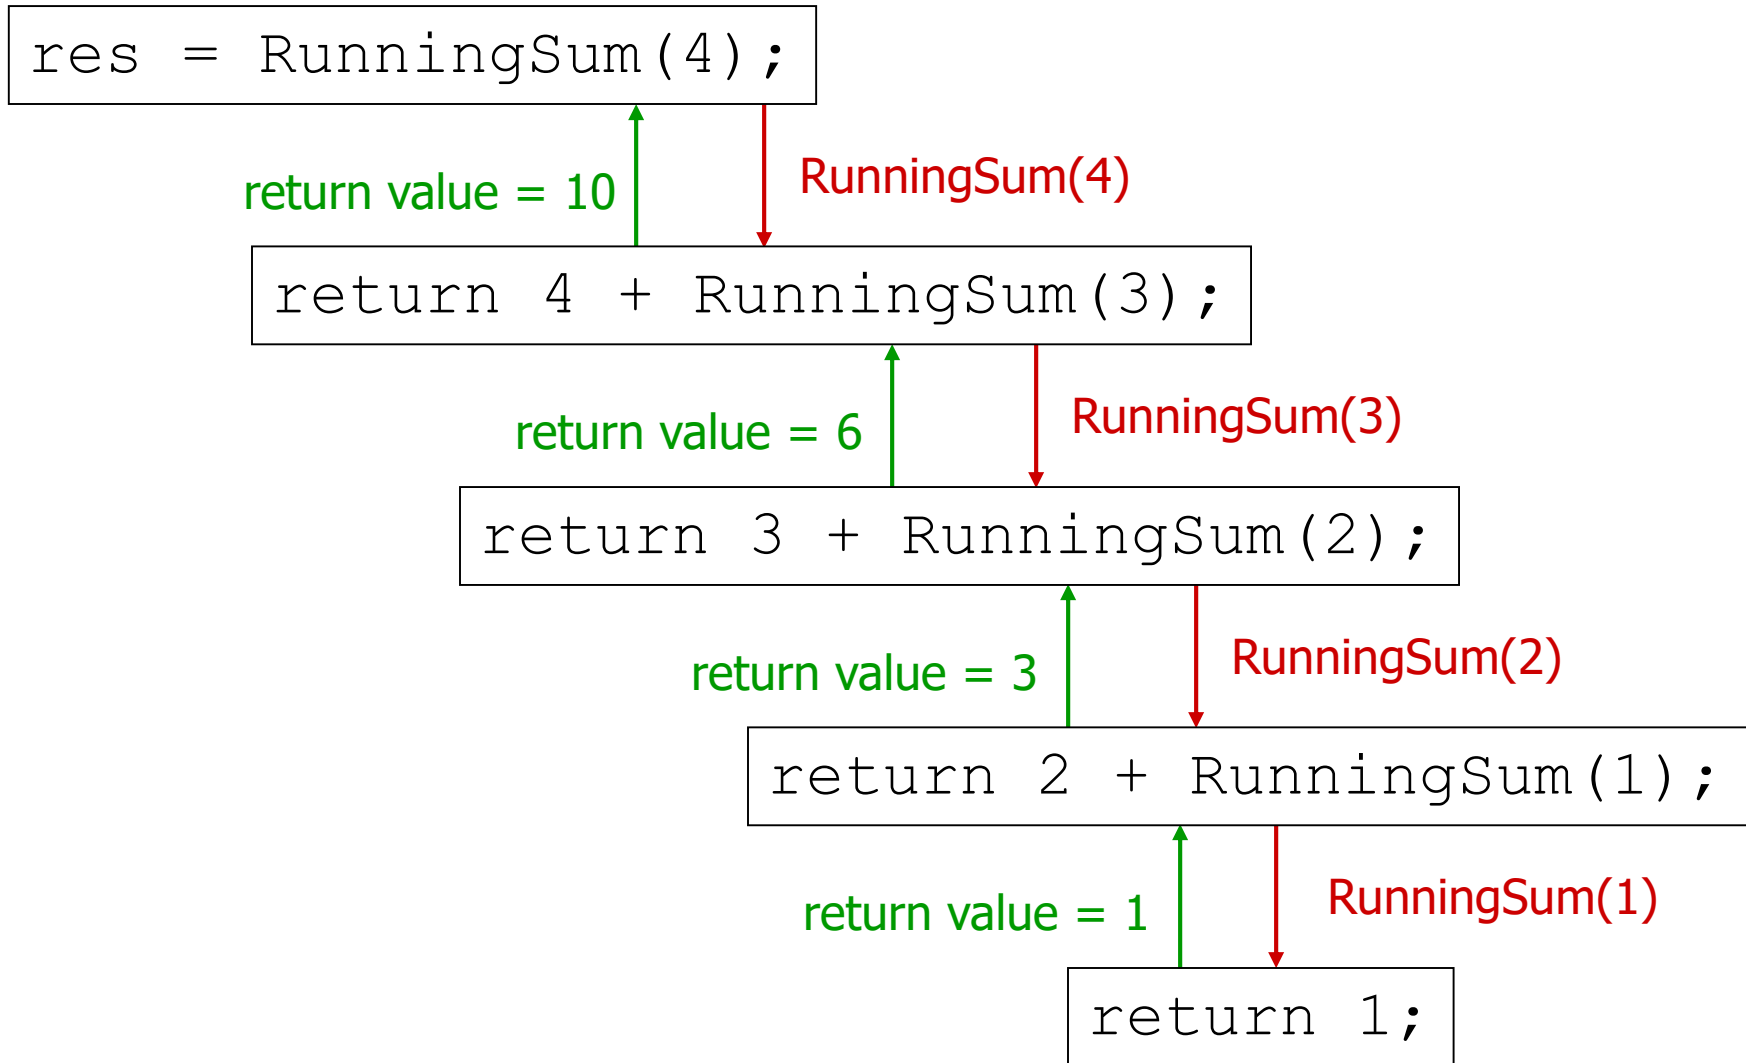 res = RunningSum(4);
return value = 10
RunningSum(4)
return 4 + RunningSum(3);
return value = 6
RunningSum(3)
return 3 + RunningSum(2);
return value = 3
RunningSum(2)
return 2 + RunningSum(1);
return value = 1
RunningSum(1)
return 1;